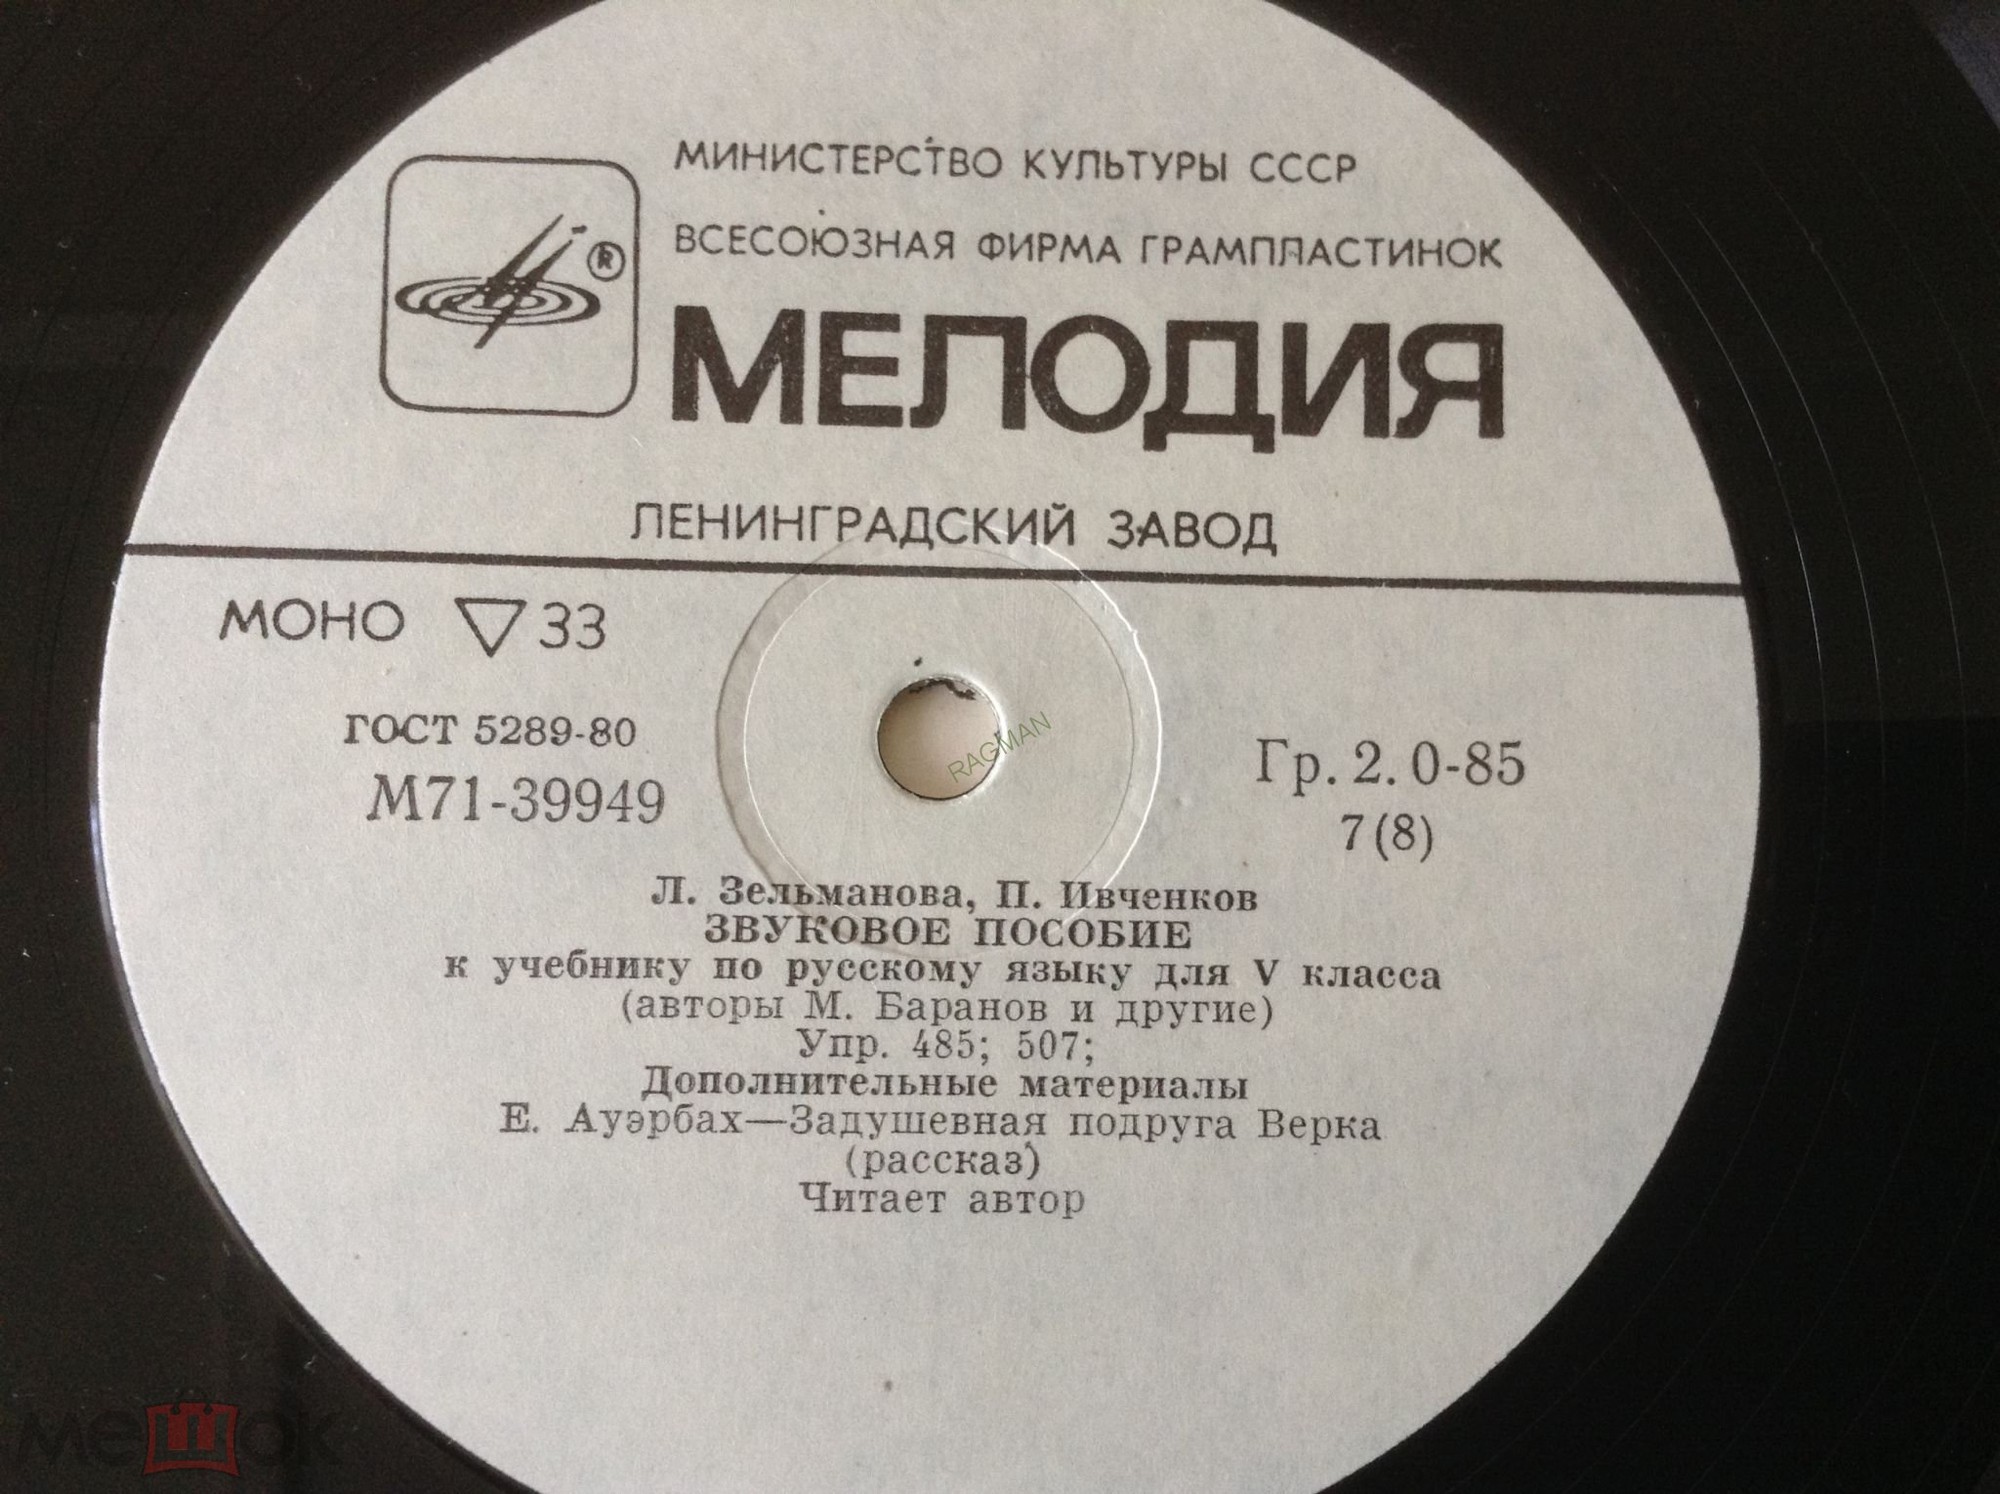 МИНИСТЕРСТВО КУЛЬТУРЫ СССР
ВСЕСОЮЗНАЯ ФИРМА ГРАМПЛАСТИНОК
®
МЕЛОДИЯ
ЛЕНИНГРАДСКИЙ ЗАВОД
МОНО ▽ 33
ГОСТ 5289-80
М71-39949
Гр. 2. 0-85
7(8)
RAGMAN
Л. Зельманова, П. Ивченков
ЗВУКОВОЕ ПОСОБИЕ
к учебнику по русскому языку для V класса
(авторы М. Баранов и другие)
Упр. 485; 507;
Дополнительные материалы
Е. Ауэрбах—Задушевная подруга Верка
(рассказ)
Читает автор
мешок